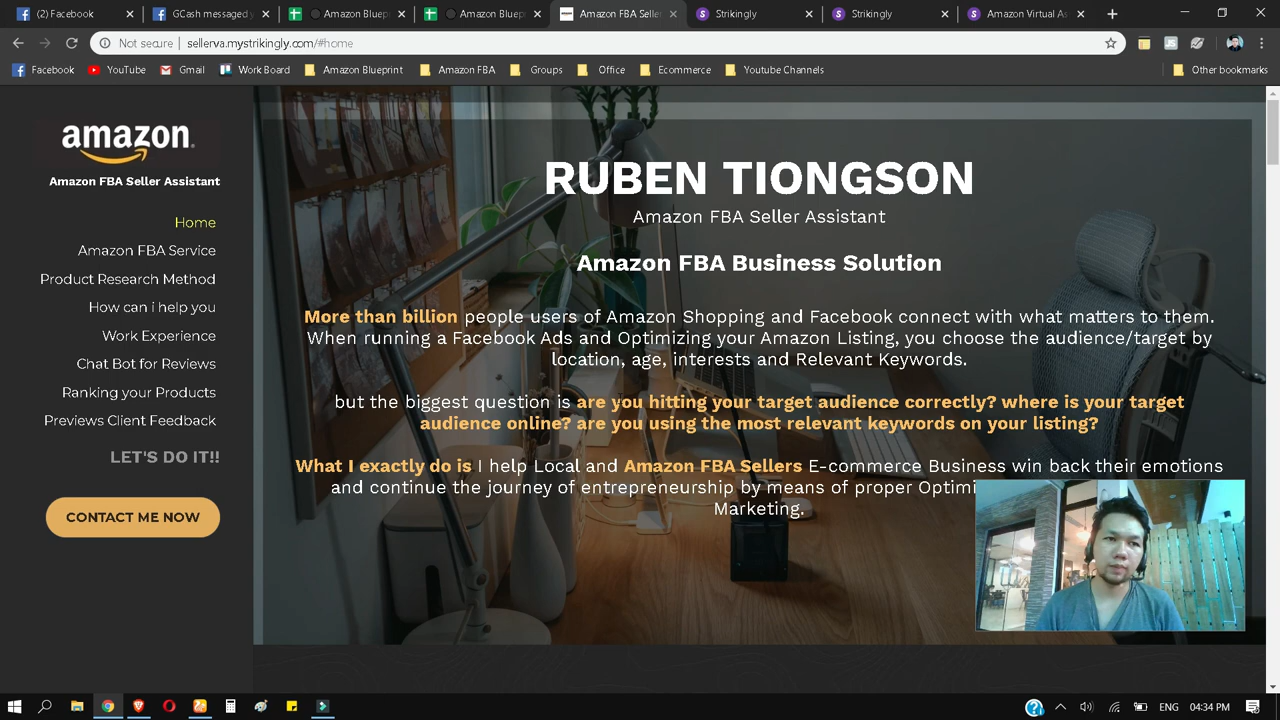 (2) Facebook
GCash messaged y
Amazon Bluepr
Amazon Bluepr
Amazon FBA Selle
Strikingly
Strikingly
Amazon Virtual As
Not secure | sellerva.mystrikingly.com/#home
Facebook
YouTube
Gmail
Work Board
Amazon Blueprint
Amazon FBA
Groups
Office
Ecommerce
Youtube Channels
Other bookmarks
amazon
Amazon FBA Seller Assistant
Home
Amazon FBA Service
Product Research Method
How can i help you
Work Experience
Chat Bot for Reviews
Ranking your Products
Previews Client Feedback
LET'S DO IT!!
CONTACT ME NOW
RUBEN TIONGSON
Amazon FBA Seller Assistant
Amazon FBA Business Solution
More than billion people users of Amazon Shopping and Facebook connect with what matters to them.
When running a Facebook Ads and Optimizing your Amazon Listing, you choose the audience/target by
location, age, interests and Relevant Keywords.
but the biggest question is are you hitting your target audience correctly? where is your target
audience online? are you using the most relevant keywords on your listing?
What I exactly do is I help Local and Amazon FBA Sellers E-commerce Business win back their emotions
and continue the journey of entrepreneurship by means of proper Optimi
Marketing.
ENG
04:34 PM